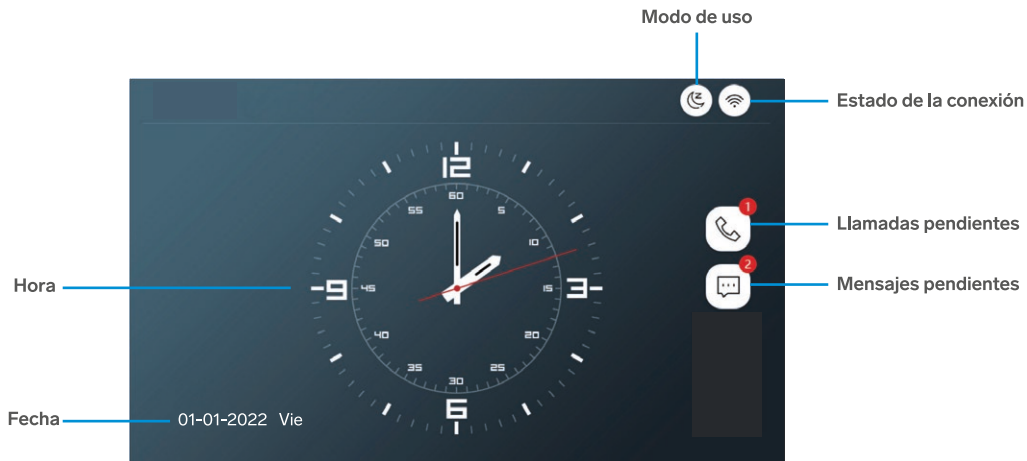 Modo de uso
Estado de la conexión
Llamadas pendientes
Mensajes pendientes
Hora
Fecha
1
2
12
3
6
9
60
5
10
15
20
25
30
35
40
45
50
55
01-01-2022 Vie